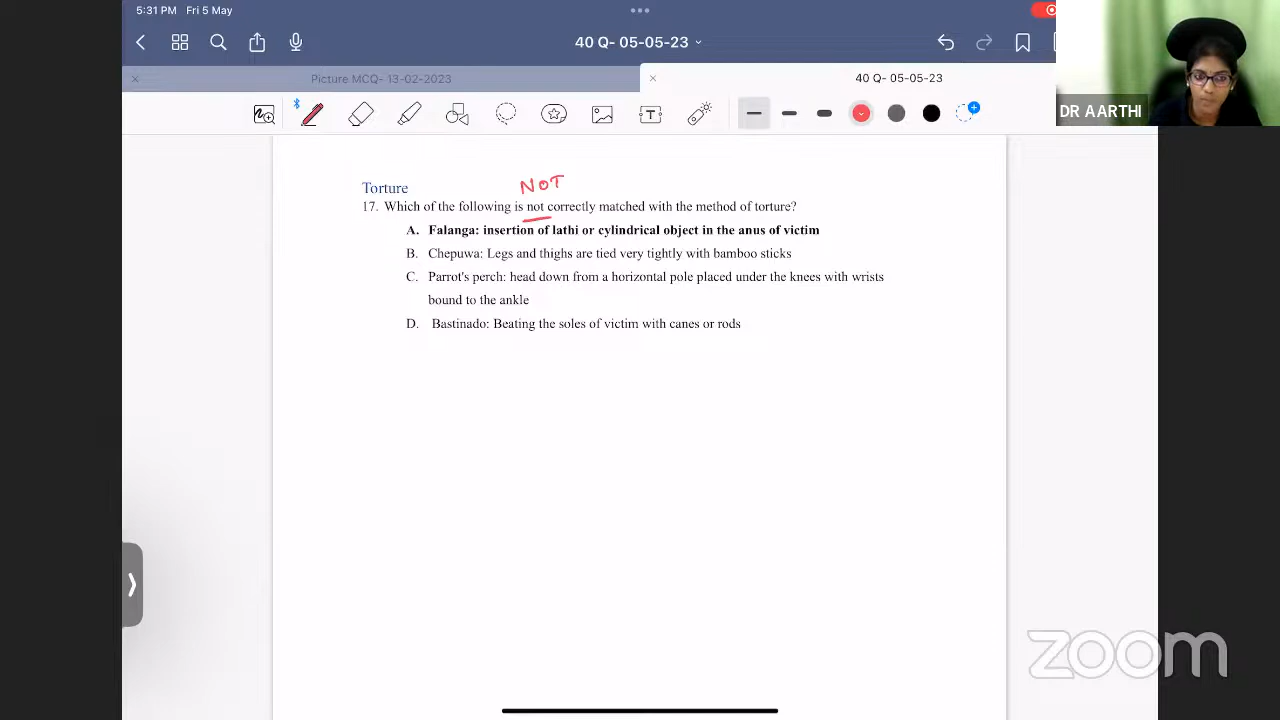 5:31 PM Fri 5 May
40 Q- 05-05-23
Picture MCQ- 13-02-2023
40 Q- 05-05-23
DR AARTHI
Torture
NOT
17. Which of the following is not correctly matched with the method of torture?
A. Falanga: insertion of lathi or cylindrical object in the anus of victim
B. Chepuwa: Legs and thighs are tied very tightly with bamboo sticks
C. Parrot's perch: head down from a horizontal pole placed under the knees with wrists
bound to the ankle
D. Bastinado: Beating the soles of victim with canes or rods
zoom